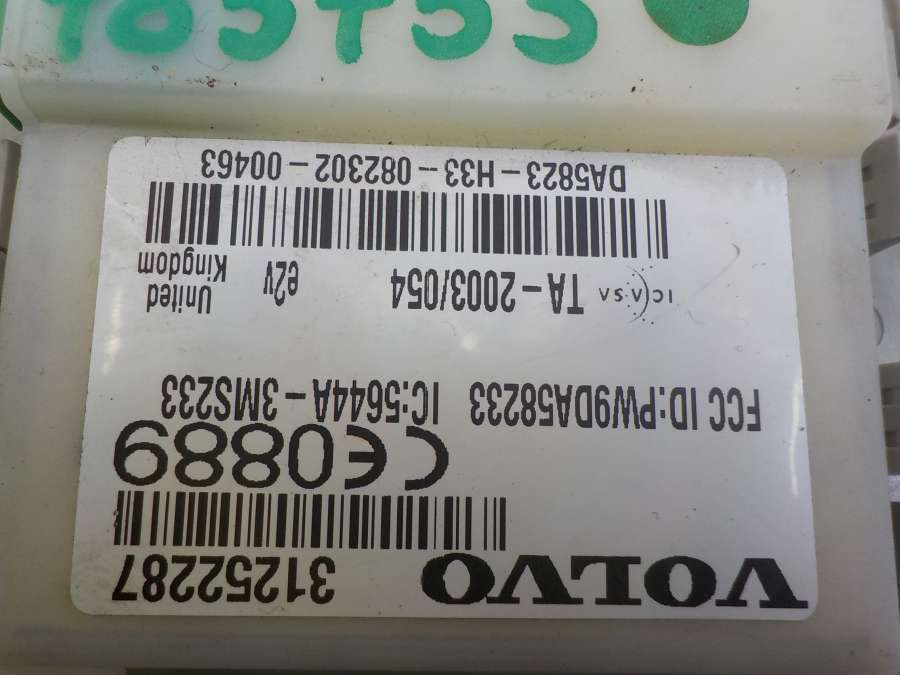 VOLVO 31252287
CE0889
FCC ID:PW9DA58233 IC:5644A-3MS233
ICASA TA-2003/054 e2v United
Kingdom
DA5823-H33--082302-00463